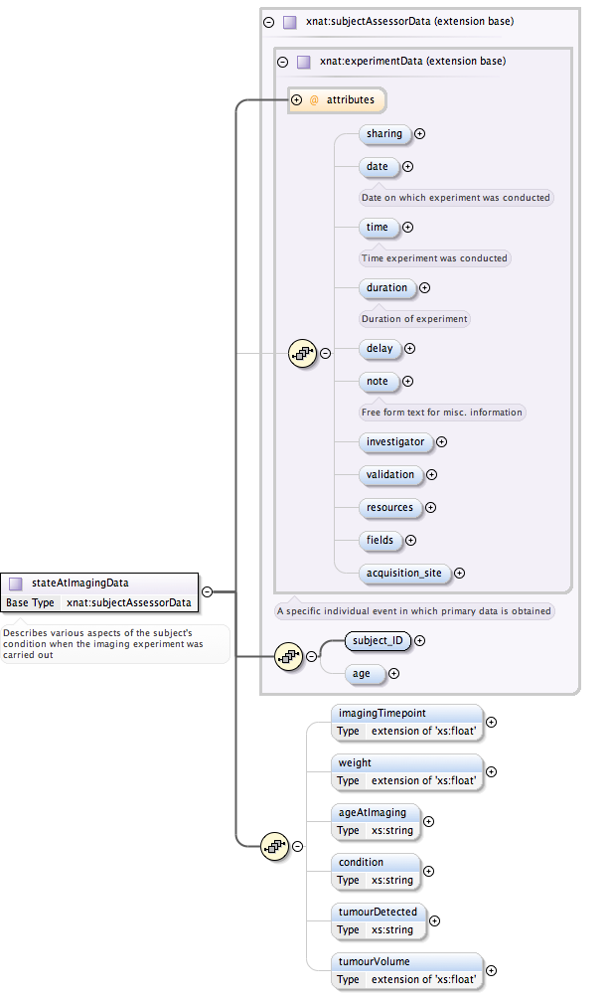 xnat:subjectAssessorData (extension base)
xnat:experimentData (extension base)
@ attributes
sharing
date
Date on which experiment was conducted
time
Time experiment was conducted
duration
Duration of experiment
delay
note
Free form text for misc. information
investigator
validation
resources
fields
acquisition_site
stateAtImagingData
Base Type xnat:subjectAssessorData
Describes various aspects of the subject's
condition when the imaging experiment was
carried out
A specific individual event in which primary data is obtained
subject_ID
age
imagingTimepoint
Type extension of 'xs:float'
weight
Type extension of 'xs:float'
ageAtImaging
Type xs:string
condition
Type xs:string
tumourDetected
Type xs:string
tumourVolume
Type extension of 'xs:float'